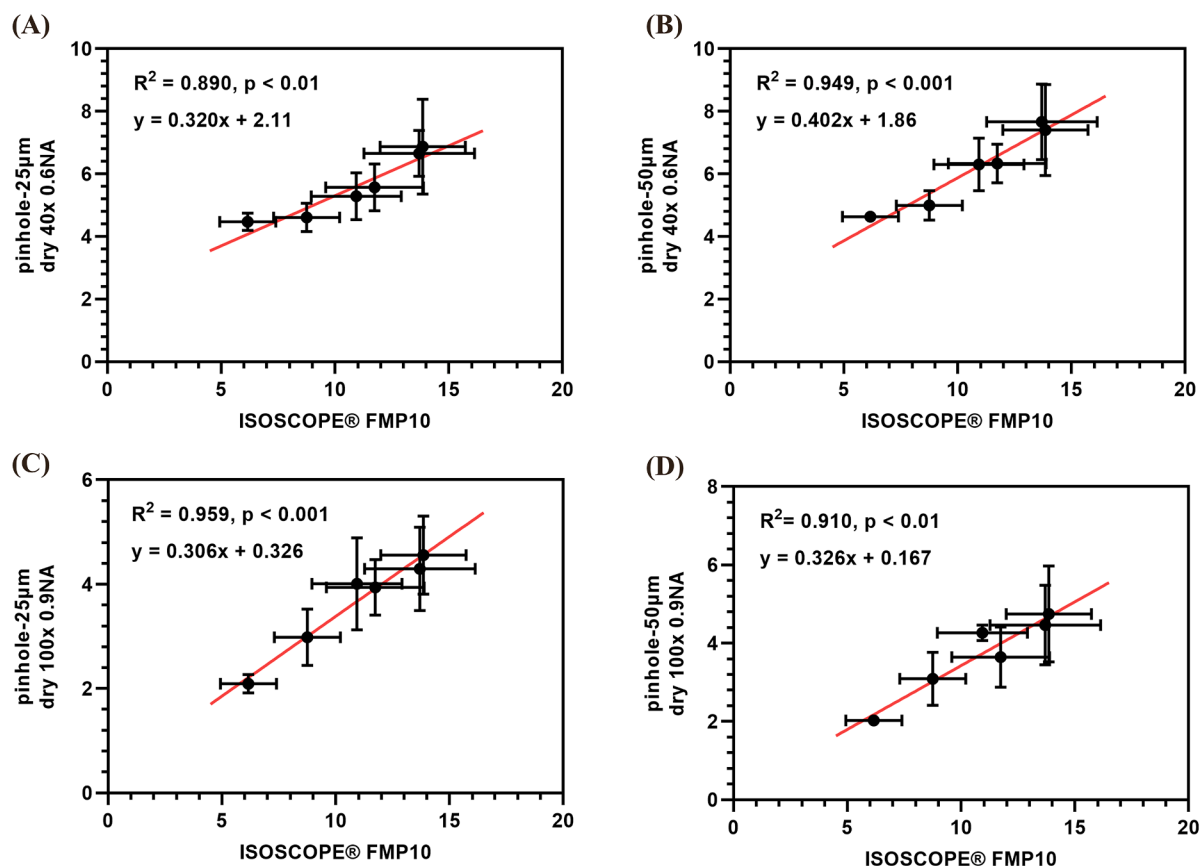 (A)
10
8
6
4
2
0
R² = 0.890, p < 0.01
y = 0.320x + 2.11
pinhole-25µm
dry 40x 0.6NA
0 5 10 15 20
ISOSCOPE® FMP10
(B)
10
8
6
4
2
0
R² = 0.949, p < 0.001
y = 0.402x + 1.86
pinhole-50µm
dry 40x 0.6NA
0 5 10 15 20
ISOSCOPE® FMP10
(C)
6
4
2
0
R² = 0.959, p < 0.001
y = 0.306x + 0.326
pinhole-25µm
dry 100x 0.9NA
0 5 10 15 20
ISOSCOPE® FMP10
(D)
8
6
4
2
0
R²= 0.910, p < 0.01
y = 0.326x + 0.167
pinhole-50µm
dry 100x 0.9NA
0 5 10 15 20
ISOSCOPE® FMP10